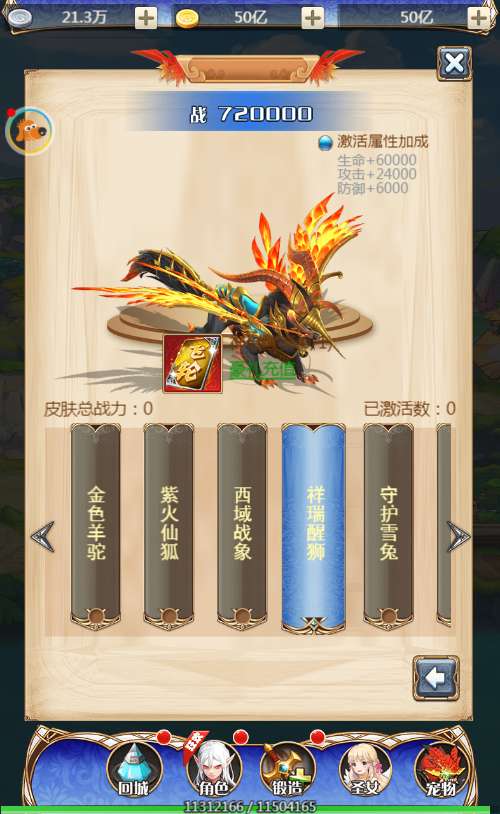 21.3万
50亿
50亿
战 720000
激活属性加成
生命+60000
攻击+24000
防御+6000
皮肤总战力：0
已激活数：0
金色羊驼
紫火仙狐
西域战象
祥瑞醒狮
守护雪兔
回城
角色
锻造
圣女
宠物
11312166 / 11504165